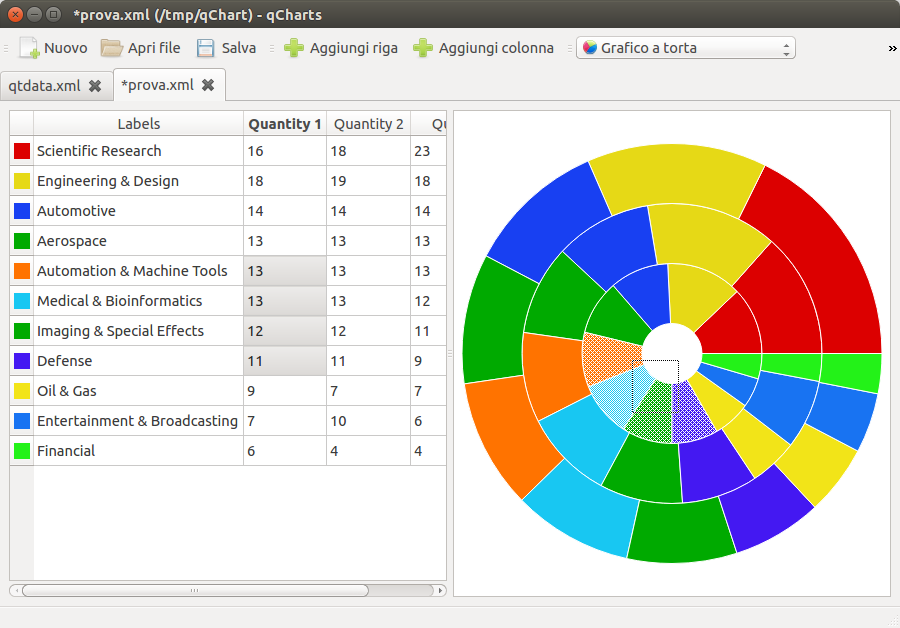 *prova.xml (/tmp/qChart) - qCharts
Nuovo Apri file Salva Aggiungi riga Aggiungi colonna Grafico a torta »
qtdata.xml *prova.xml
Labels Quantity 1 Quantity 2 Qu
Scientific Research 16 18 23
Engineering & Design 18 19 18
Automotive 14 14 14
Aerospace 13 13 13
Automation & Machine Tools 13 13 13
Medical & Bioinformatics 13 13 12
Imaging & Special Effects 12 12 11
Defense 11 11 9
Oil & Gas 9 7 7
Entertainment & Broadcasting 7 10 6
Financial 6 4 4